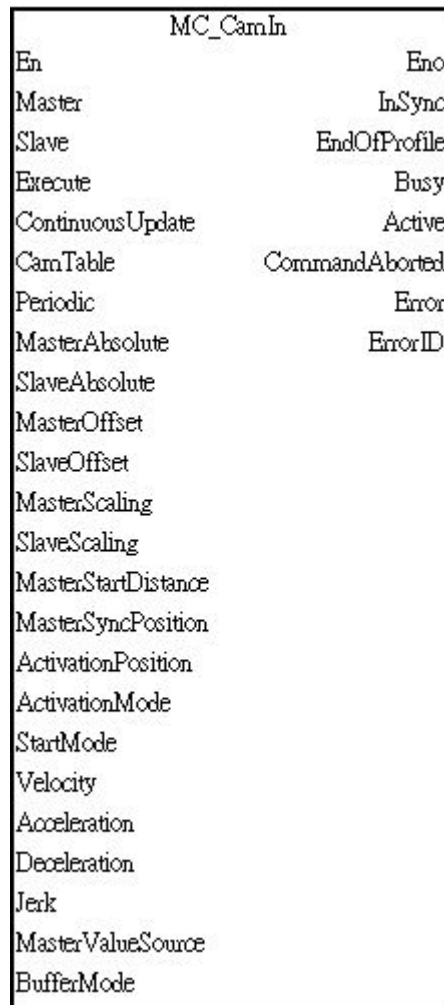 MC_CamIn
En Eno
Master InSync
Slave EndOfProfile
Execute Busy
ContinuousUpdate Active
CamTable CommandAborted
Periodic Error
MasterAbsolute ErrorID
SlaveAbsolute
MasterOffset
SlaveOffset
MasterScaling
SlaveScaling
MasterStartDistance
MasterSyncPosition
ActivationPosition
ActivationMode
StartMode
Velocity
Acceleration
Deceleration
Jerk
MasterValueSource
BufferMode